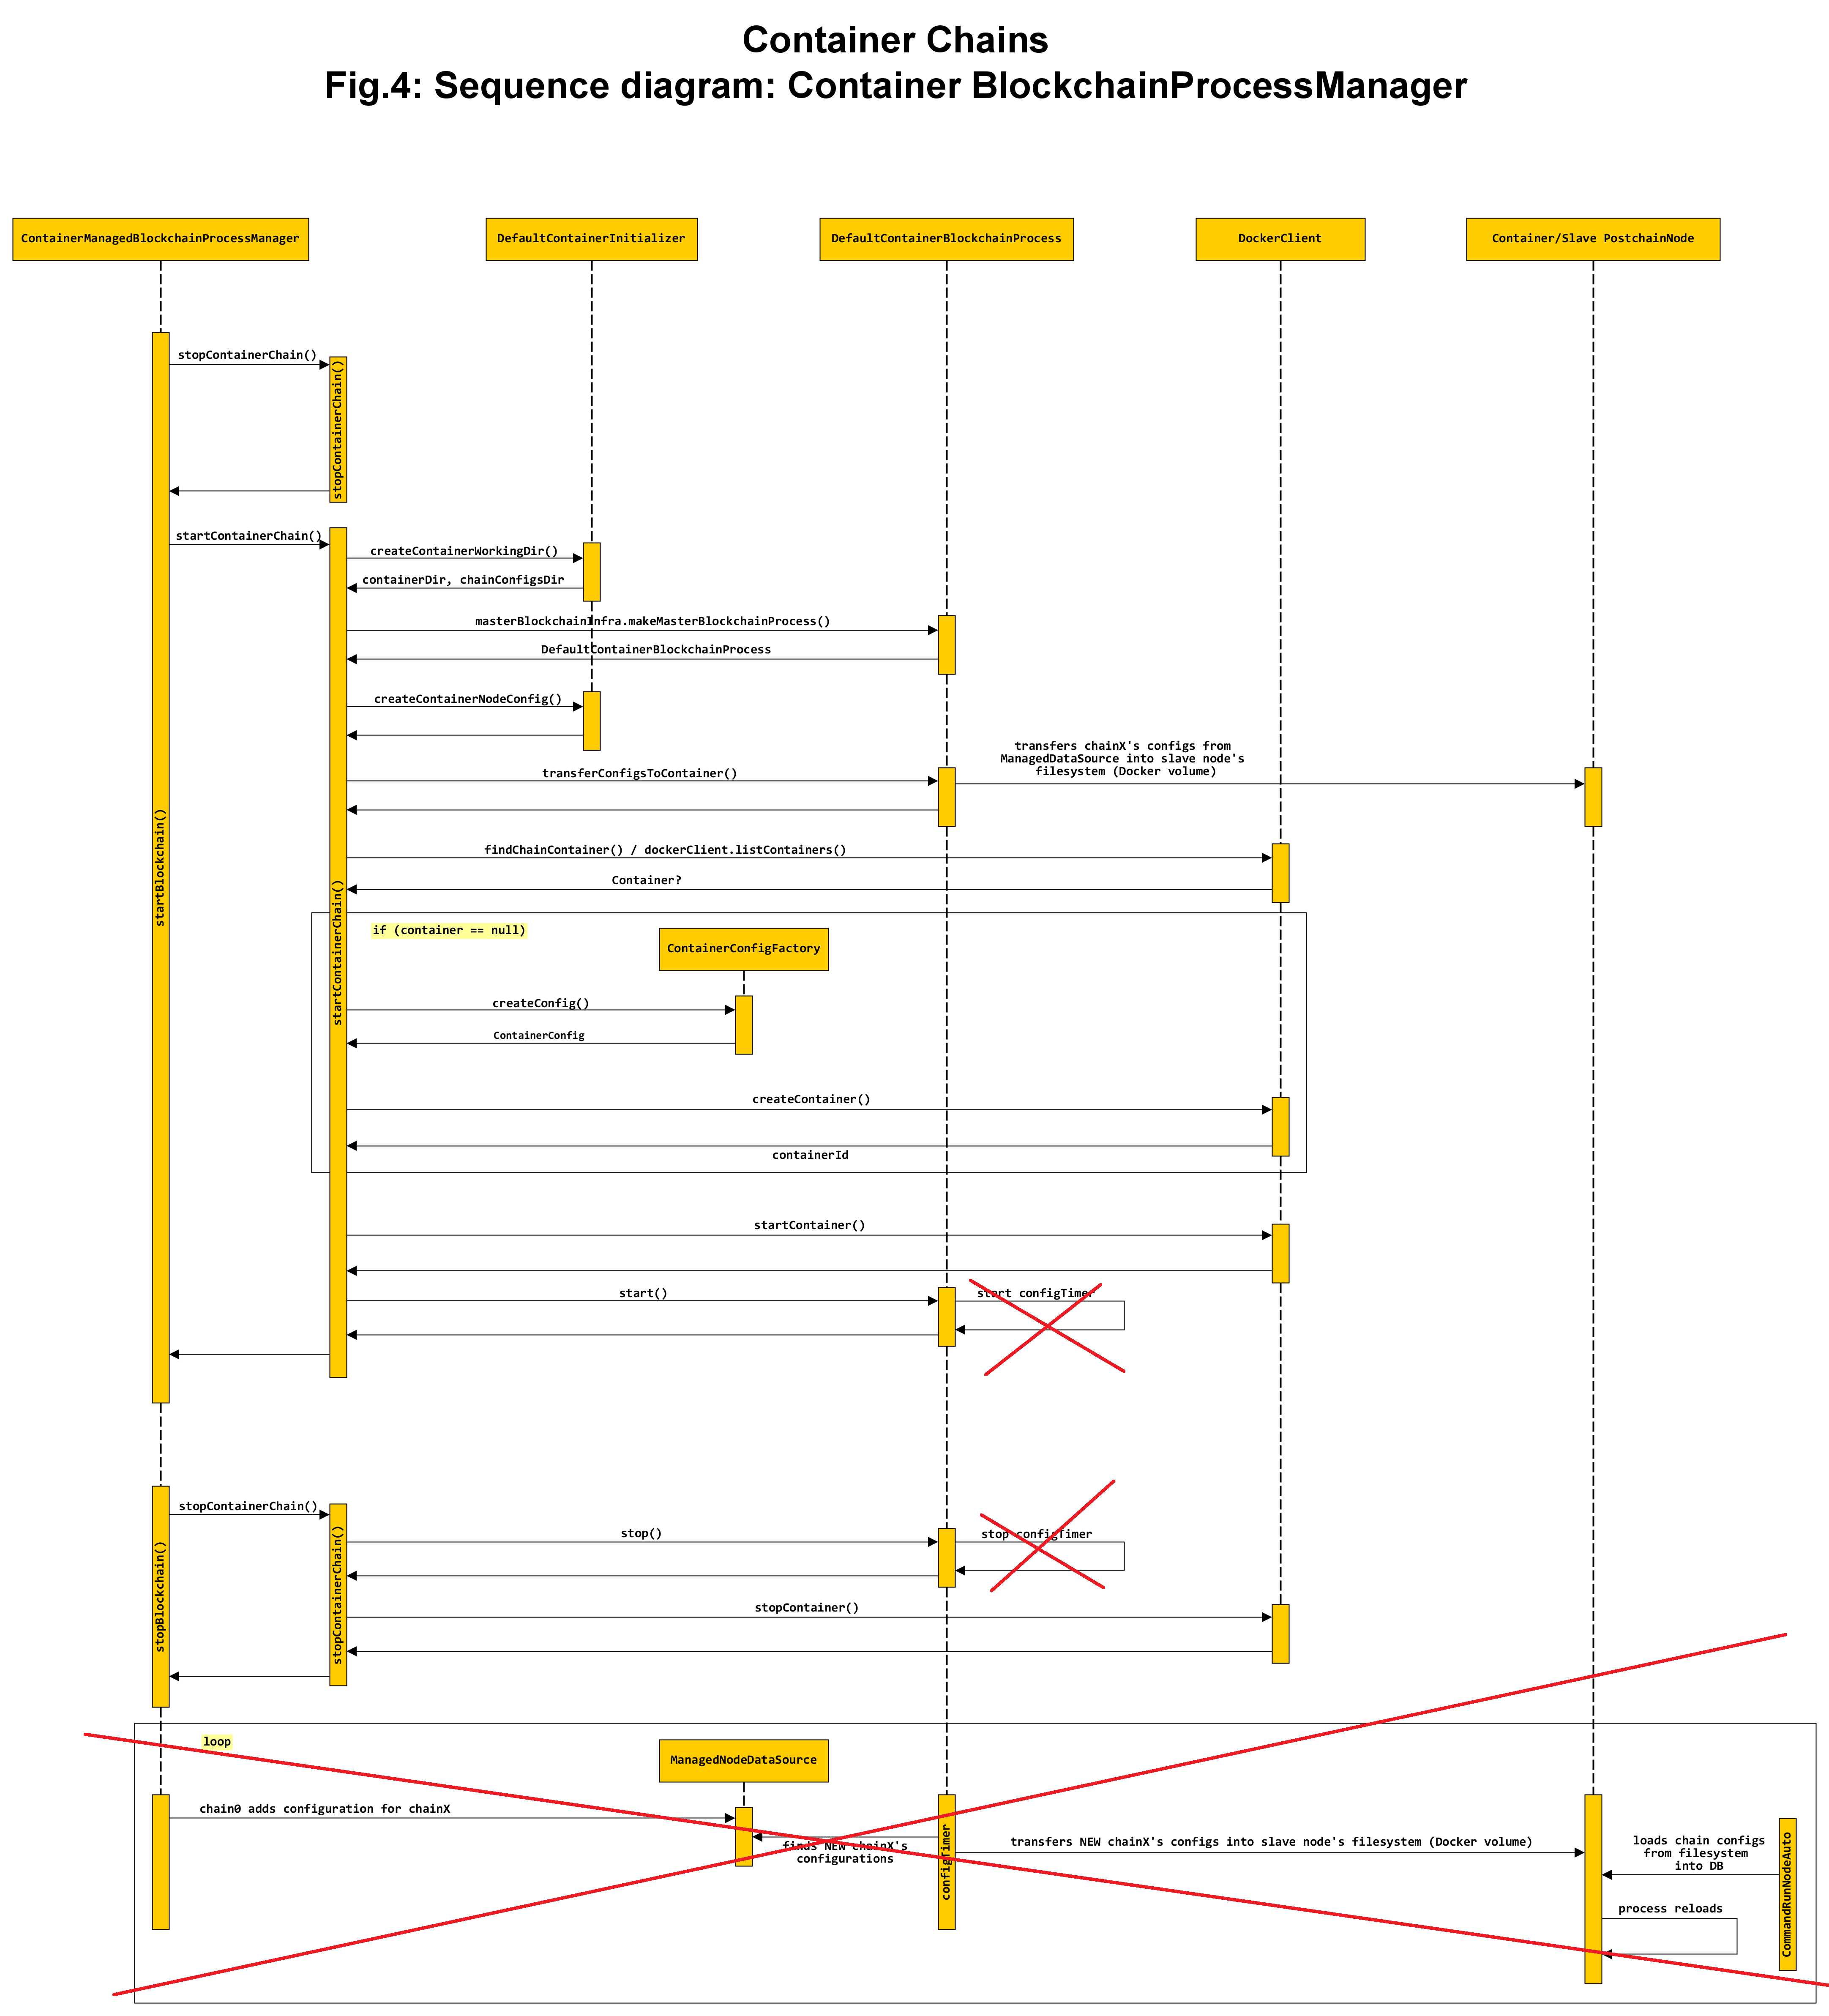 Container Chains
Fig.4: Sequence diagram: Container BlockchainProcessManager
ContainerManagedBlockchainProcessManager
DefaultContainerInitializer
DefaultContainerBlockchainProcess
DockerClient
Container/Slave PostchainNode
startBlockchain()
stopContainerChain()
stopContainerChain()
startContainerChain()
startContainerChain()
createContainerWorkingDir()
containerDir, chainConfigsDir
masterBlockchainInfra.makeMasterBlockchainProcess()
DefaultContainerBlockchainProcess
createContainerNodeConfig()
transferConfigsToContainer()
transfers chainX's configs from
ManagedDataSource into slave node's
filesystem (Docker volume)
findChainContainer() / dockerClient.listContainers()
Container?
if (container == null)
ContainerConfigFactory
createConfig()
ContainerConfig
createContainer()
containerId
startContainer()
start()
start configTimer
stopBlockchain()
stopContainerChain()
stopContainerChain()
stop()
stop configTimer
stopContainer()
loop
ManagedNodeDataSource
chain0 adds configuration for chainX
finds NEW chainX's
configurations
configTimer
transfers NEW chainX's configs into slave node's filesystem (Docker volume)
loads chain configs
from filesystem
into DB
process reloads
CommandRunNodeAuto